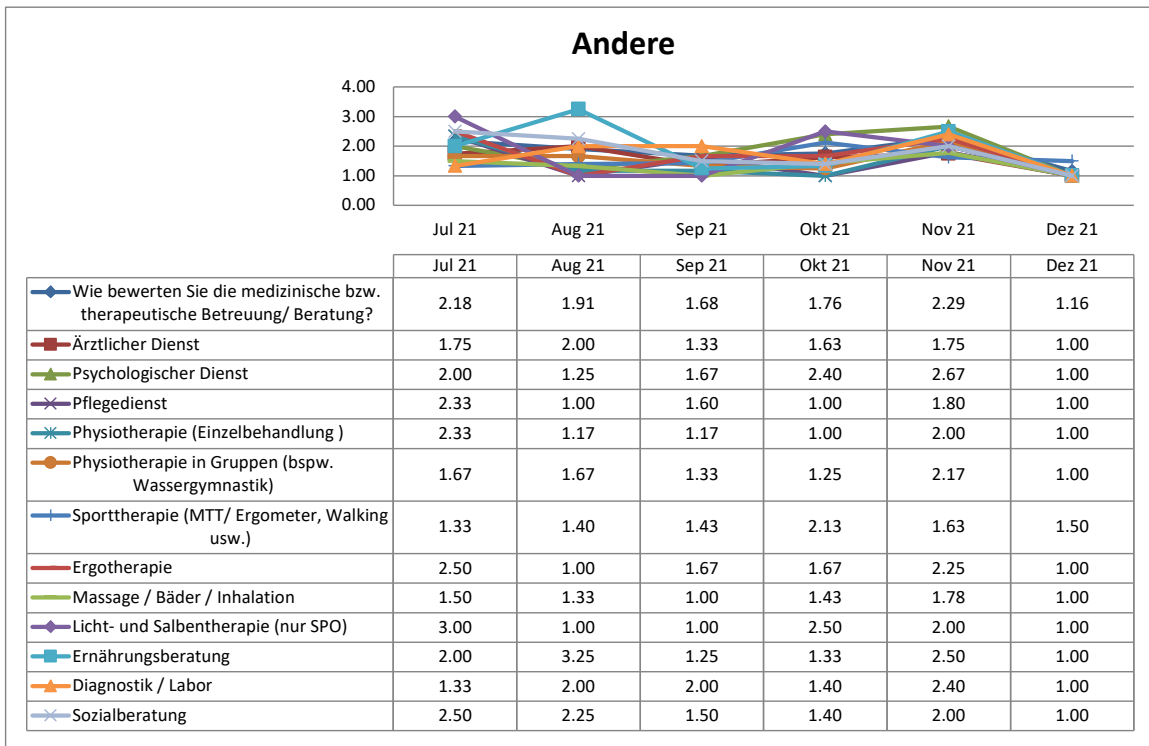 Andere
4.00
3.00
2.00
1.00
0.00
Jul 21 Aug 21 Sep 21 Okt 21 Nov 21 Dez 21
Jul 21 Aug 21 Sep 21 Okt 21 Nov 21 Dez 21
Wie bewerten Sie die medizinische bzw.
therapeutische Betreuung/ Beratung? 2.18 1.91 1.68 1.76 2.29 1.16
Ärztlicher Dienst 1.75 2.00 1.33 1.63 1.75 1.00
Psychologischer Dienst 2.00 1.25 1.67 2.40 2.67 1.00
Pflegedienst 2.33 1.00 1.60 1.00 1.80 1.00
Physiotherapie (Einzelbehandlung ) 2.33 1.17 1.17 1.00 2.00 1.00
Physiotherapie in Gruppen (bspw.
Wassergymnastik) 1.67 1.67 1.33 1.25 2.17 1.00
Sporttherapie (MTT/ Ergometer, Walking
usw.) 1.33 1.40 1.43 2.13 1.63 1.50
Ergotherapie 2.50 1.00 1.67 1.67 2.25 1.00
Massage / Bäder / Inhalation 1.50 1.33 1.00 1.43 1.78 1.00
Licht- und Salbentherapie (nur SPO) 3.00 1.00 1.00 2.50 2.00 1.00
Ernährungsberatung 2.00 3.25 1.25 1.33 2.50 1.00
Diagnostik / Labor 1.33 2.00 2.00 1.40 2.40 1.00
Sozialberatung 2.50 2.25 1.50 1.40 2.00 1.00